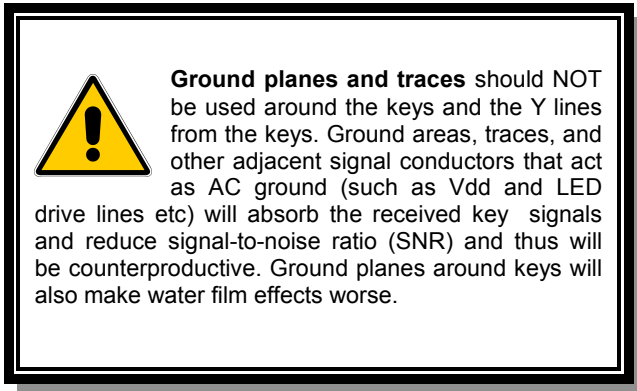 Ground planes and traces should NOT
be used around the keys and the Y lines
from the keys. Ground areas, traces, and
other adjacent signal conductors that act
as AC ground (such as Vdd and LED
drive lines etc) will absorb the received key signals
and reduce signal-to-noise ratio (SNR) and thus will
be counterproductive. Ground planes around keys will
also make water film effects worse.